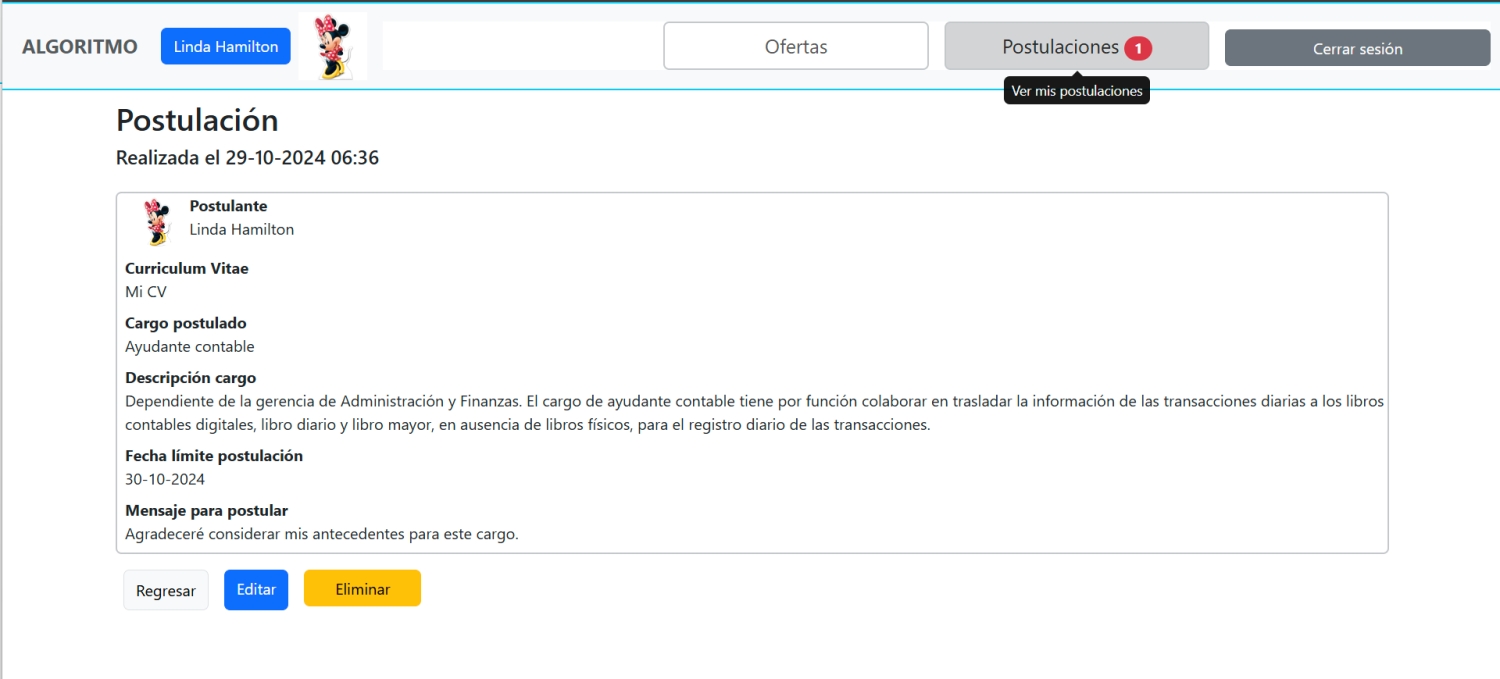 ALGORITMO
Linda Hamilton
Ofertas
Postulaciones 1
Cerrar sesión
Ver mis postulaciones
Postulación
Realizada el 29-10-2024 06:36
Postulante
Linda Hamilton
Curriculum Vitae
Mi CV
Cargo postulado
Ayudante contable
Descripción cargo
Dependiente de la gerencia de Administración y Finanzas. El cargo de ayudante contable tiene por función colaborar en trasladar la información de las transacciones diarias a los libros
contables digitales, libro diario y libro mayor, en ausencia de libros físicos, para el registro diario de las transacciones.
Fecha límite postulación
30-10-2024
Mensaje para postular
Agradeceré considerar mis antecedentes para este cargo.
Regresar
Editar
Eliminar